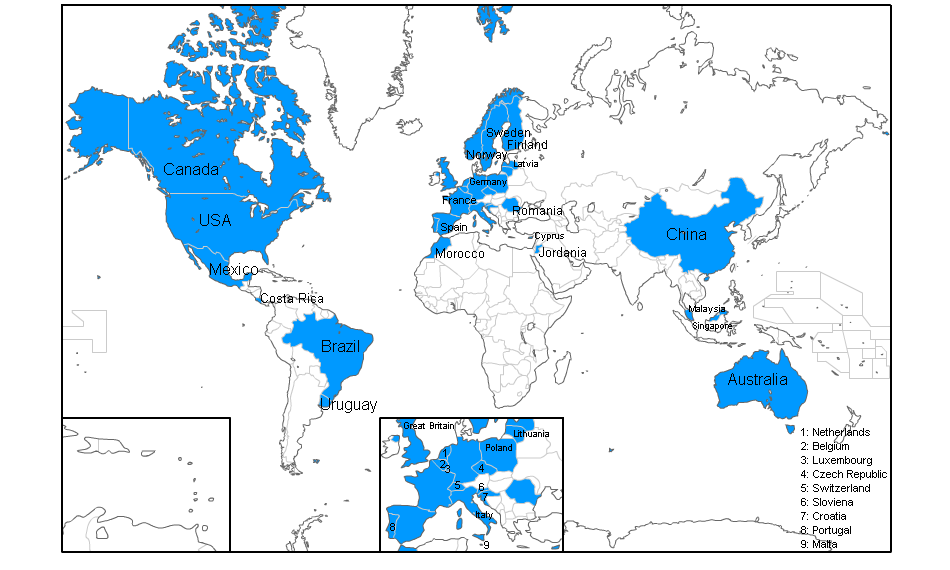 Sweden
Finland
Norway
Latvia
Canada
Germany
France
Romania
USA
Spain
Cyprus
China
Morocco
Jordania
Mexico
Costa Risa
Malaysia
Singapore
Brazil
Australia
Uruguay
Great Britain
Lithuania
Poland
1
2
3
4
5
6
7
Italy
8
-9
1: Netherlands
2: Belgium
3: Luxembourg
4: Czech Republic
5: Switzerland
6: Sloviena
7: Croatia
8: Portugal
9: Malta